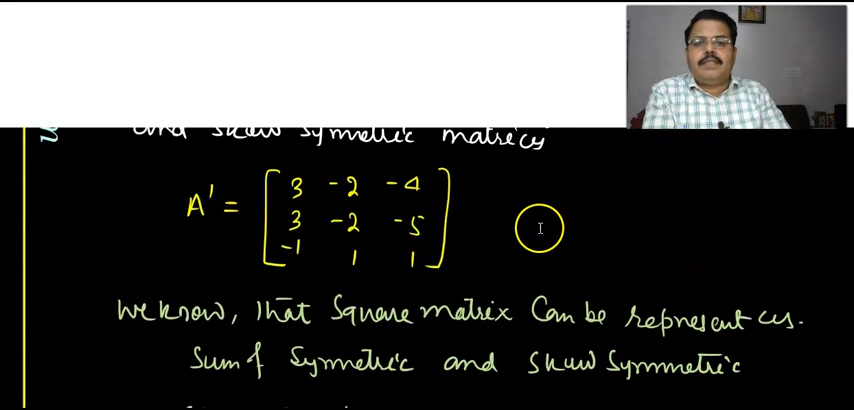 and skew symmetric matrices
A' = [ 3 -2 -4
3 -2 -5
-1 1 1 ]
We know, that Square matrix Can be represent as.
Sum of Symmetric and skew Symmetric